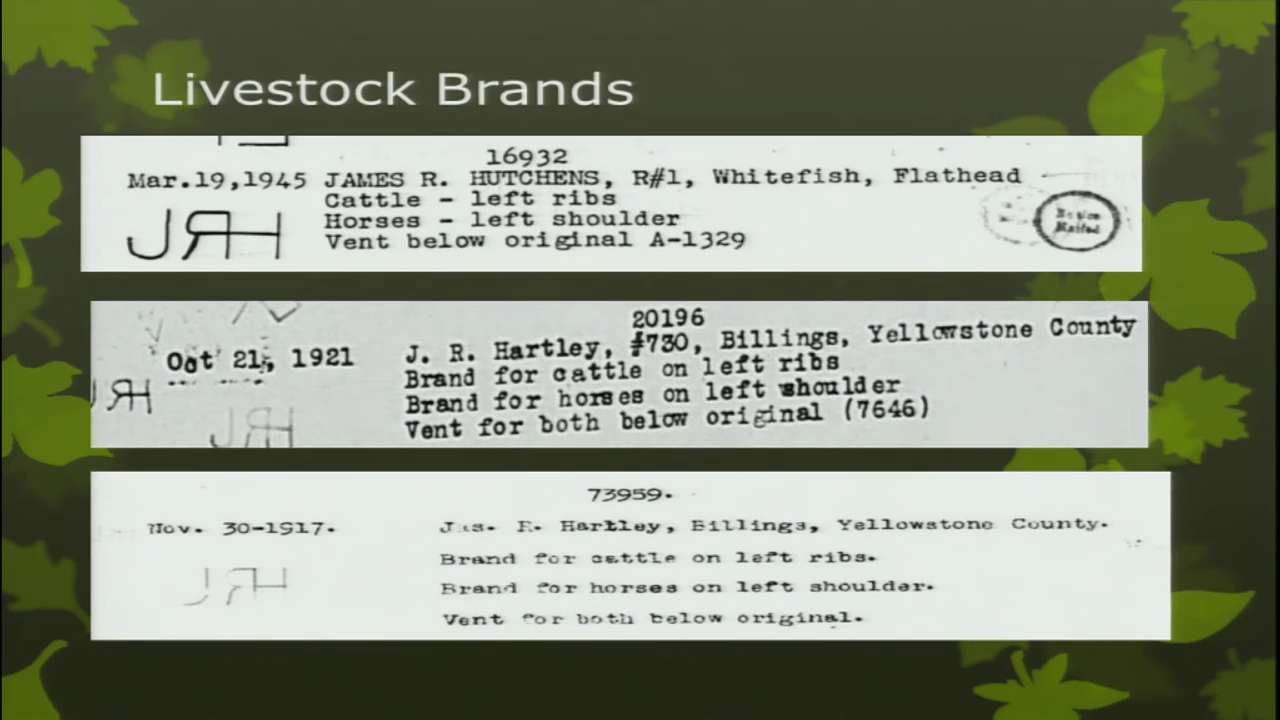 Livestock Brands
16932
Mar.19,1945 JAMES R. HUTCHENS, R#1, Whitefish, Flathead
Cattle - left ribs
Horses - left shoulder
Vent below original A-1329
20196
Oct 21, 1921 J. R. Hartley, #730, Billings, Yellowstone County
Brand for cattle on left ribs
Brand for horses on left shoulder
Vent for both below original (7646)
73959.
Nov. 30-1917. Jas. R. Hartley, Billings, Yellowstone County.
Brand for cattle on left ribs.
Brand for horses on left shoulder.
Vent for both below original.